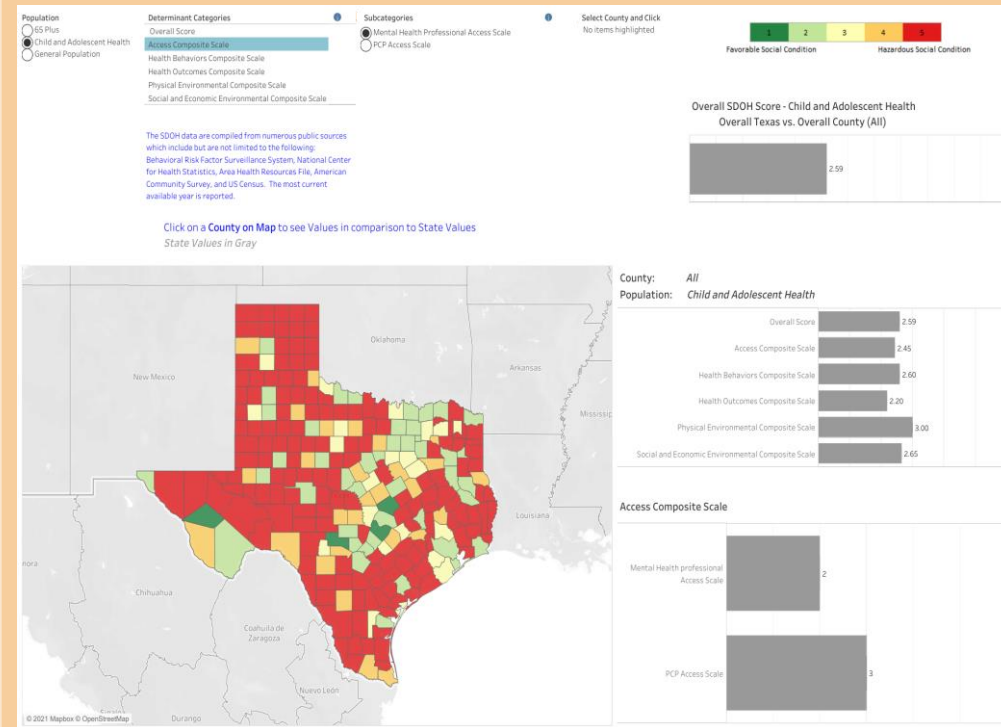 Population
65 Plus
Child and Adolescent Health
General Population
Determinant Categories
Overall Score
Access Composite Scale
Health Behaviors Composite Scale
Health Outcomes Composite Scale
Physical Environmental Composite Scale
Social and Economic Environmental Composite Scale
Subcategories
Mental Health Professional Access Scale
PCP Access Scale
Select County and Click
No items highlighted
1 2 3 4 5
Favorable Social Condition Hazardous Social Condition
The SDOH data are compiled from numerous public sources
which include but are not limited to the following:
Behavioral Risk Factor Surveillance System, National Center
for Health Statistics, Area Health Resources File, American
Community Survey, and US Census. The most current
available year is reported.
Overall SDOH Score - Child and Adolescent Health
Overall Texas vs. Overall County (All)
2.59
Click on a County on Map to see Values in comparison to State Values
State Values in Gray
Oklahoma
New Mexico
Arkansas
Mississip
Louisiana
nora
Chihuahua
Coahuila de
Zaragoza
Nuevo León
Durango
© 2021 Mapbox © OpenStreetMap
County: All
Population: Child and Adolescent Health
Overall Score 2.59
Access Composite Scale 2.45
Health Behaviors Composite Scale 2.60
Health Outcomes Composite Scale 2.20
Physical Environmental Composite Scale 3.00
Social and Economic Environmental Composite Scale 2.65
Access Composite Scale
Mental Health professional
Access Scale
2
PCP Access Scale 3